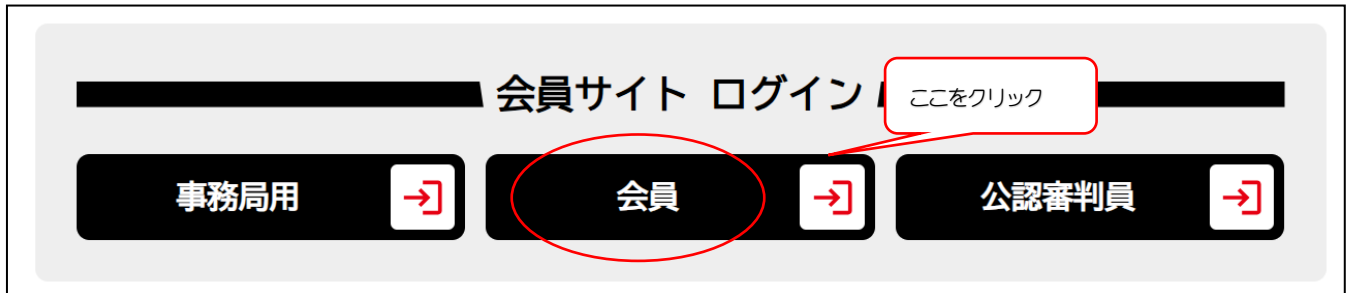 会員サイト ログイン
ここをクリック
事務局用
会員
公認審判員